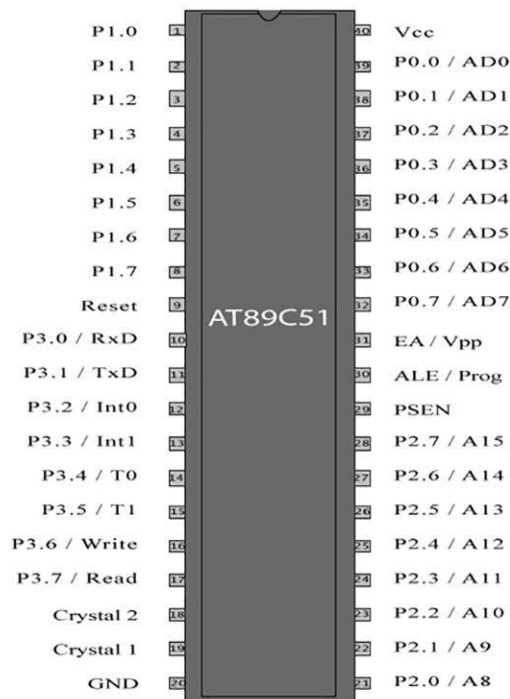 P1.0 1 40 Vcc
P1.1 2 39 P0.0 / AD0
P1.2 3 38 P0.1 / AD1
P1.3 4 37 P0.2 / AD2
P1.4 5 36 P0.3 / AD3
P1.5 6 35 P0.4 / AD4
P1.6 7 34 P0.5 / AD5
P1.7 8 33 P0.6 / AD6
Reset 9 32 P0.7 / AD7
AT89C51
P3.0 / RxD 10 31 EA / Vpp
P3.1 / TxD 11 30 ALE / Prog
P3.2 / Int0 12 29 PSEN
P3.3 / Int1 13 28 P2.7 / A15
P3.4 / T0 14 27 P2.6 / A14
P3.5 / T1 15 26 P2.5 / A13
P3.6 / Write 16 25 P2.4 / A12
P3.7 / Read 17 24 P2.3 / A11
Crystal 2 18 23 P2.2 / A10
Crystal 1 19 22 P2.1 / A9
GND 20 21 P2.0 / A8